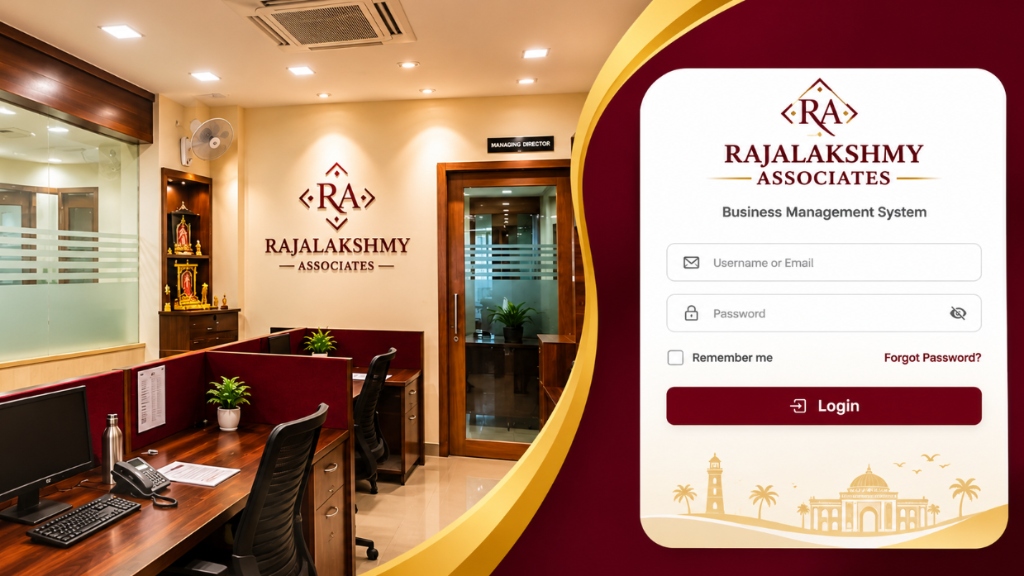 MANAGING DIRECTOR
RA
RAJALAKSHMY
ASSOCIATES
RA
RAJALAKSHMY
ASSOCIATES
Business Management System
Username or Email
Password
Remember me
Forgot Password?
Login